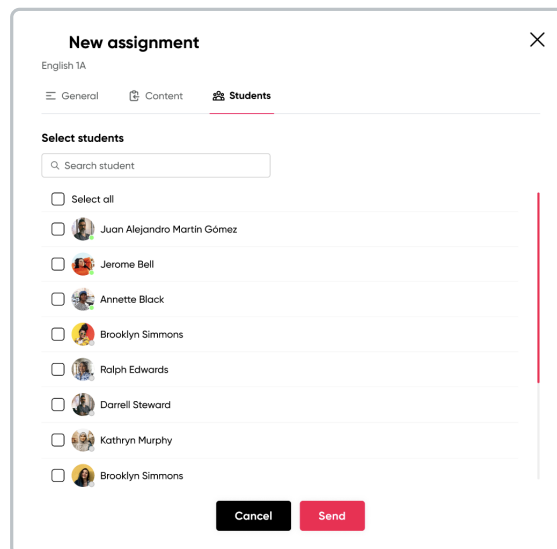 New assignment
English 1A
General Content Students
Select students
Search student
Select all
Juan Alejandro Martín Gómez
Jerome Bell
Annette Black
Brooklyn Simmons
Ralph Edwards
Darrell Steward
Kathryn Murphy
Brooklyn Simmons
Cancel Send